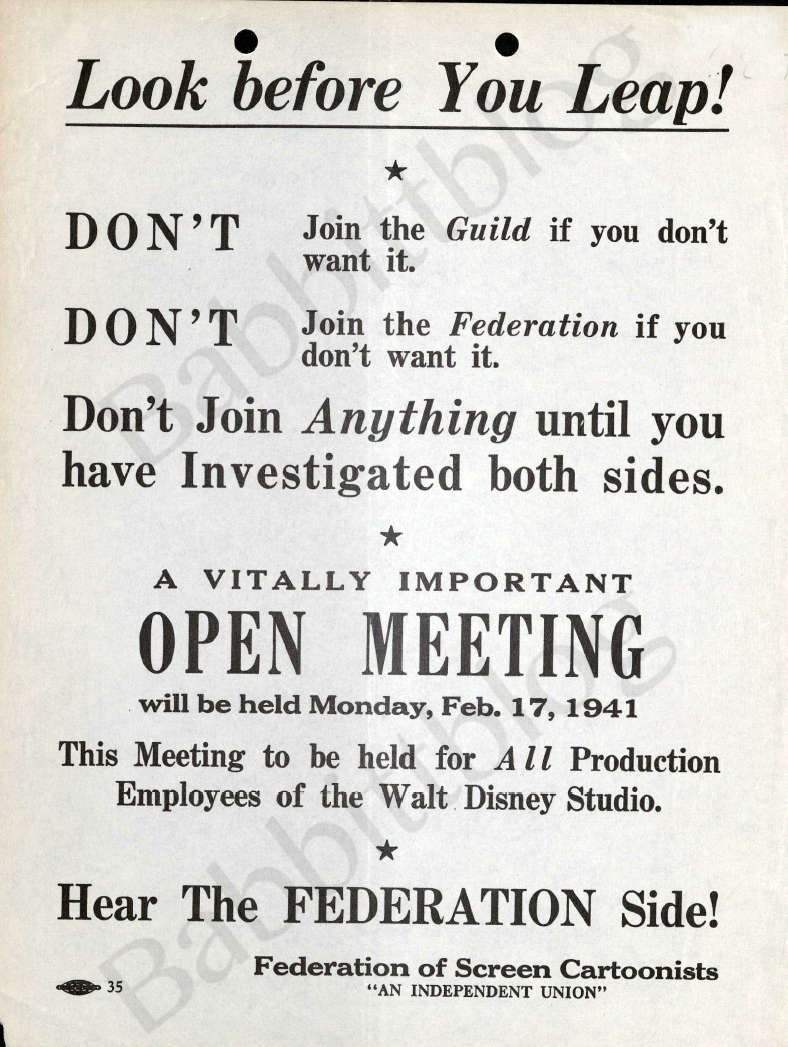 Look before You Leap!
DON'T Join the Guild if you don't
want it.
DON'T Join the Federation if you
don't want it.
Don't Join Anything until you
have Investigated both sides.
A VITALLY IMPORTANT
OPEN MEETING
will be held Monday, Feb. 17, 1941
This Meeting to be held for All Production
Employees of the Walt Disney Studio.
Hear The FEDERATION Side!
Federation of Screen Cartoonists
"AN INDEPENDENT UNION"
35
Babbittblog
Babbittblog